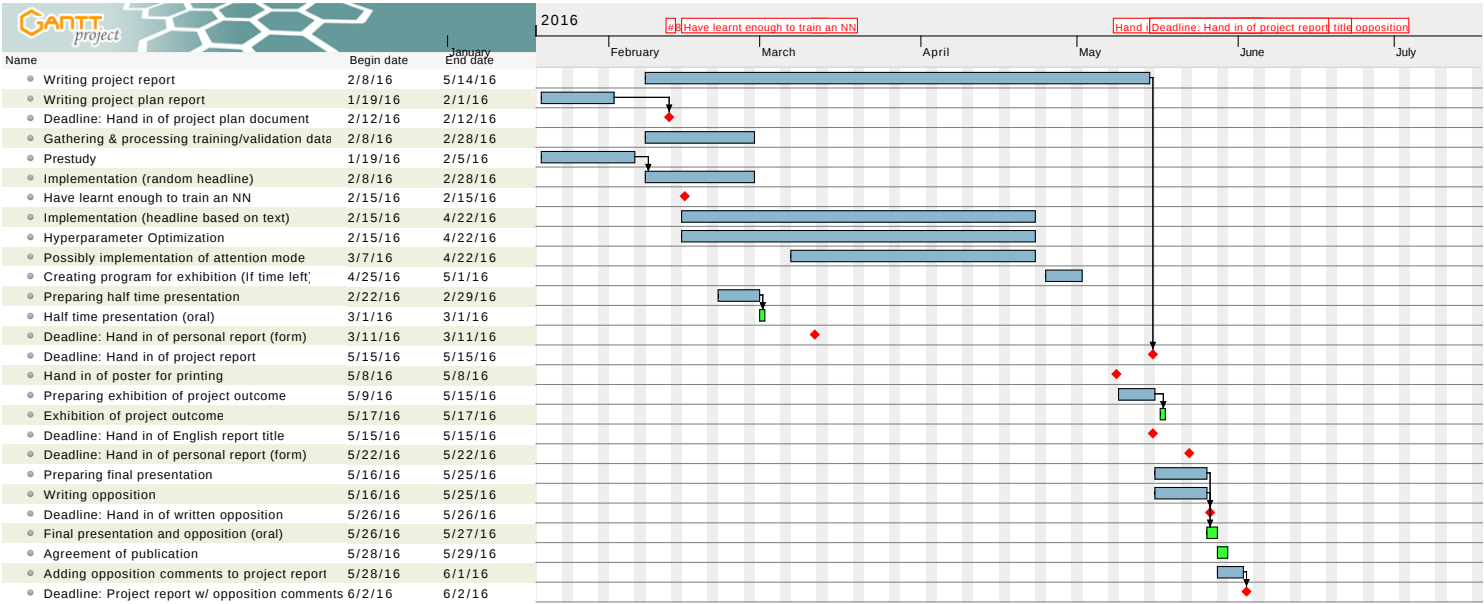 GANTT
project
2016
#8 Have learnt enough to train an NN
Hand i Deadline: Hand in of project report title opposition
January February March April May June July
Name Begin date End date
Writing project report 2/8/16 5/14/16
Writing project plan report 1/19/16 2/1/16
Deadline: Hand in of project plan document 2/12/16 2/12/16
Gathering & processing training/validation data 2/8/16 2/28/16
Prestudy 1/19/16 2/5/16
Implementation (random headline) 2/8/16 2/28/16
Have learnt enough to train an NN 2/15/16 2/15/16
Implementation (headline based on text) 2/15/16 4/22/16
Hyperparameter Optimization 2/15/16 4/22/16
Possibly implementation of attention mode 3/7/16 4/22/16
Creating program for exhibition (If time left) 4/25/16 5/1/16
Preparing half time presentation 2/22/16 2/29/16
Half time presentation (oral) 3/1/16 3/1/16
Deadline: Hand in of personal report (form) 3/11/16 3/11/16
Deadline: Hand in of project report 5/15/16 5/15/16
Hand in of poster for printing 5/8/16 5/8/16
Preparing exhibition of project outcome 5/9/16 5/15/16
Exhibition of project outcome 5/17/16 5/17/16
Deadline: Hand in of English report title 5/15/16 5/15/16
Deadline: Hand in of personal report (form) 5/22/16 5/22/16
Preparing final presentation 5/16/16 5/25/16
Writing opposition 5/16/16 5/25/16
Deadline: Hand in of written opposition 5/26/16 5/26/16
Final presentation and opposition (oral) 5/26/16 5/27/16
Agreement of publication 5/28/16 5/29/16
Adding opposition comments to project report 5/28/16 6/1/16
Deadline: Project report w/ opposition comments 6/2/16 6/2/16